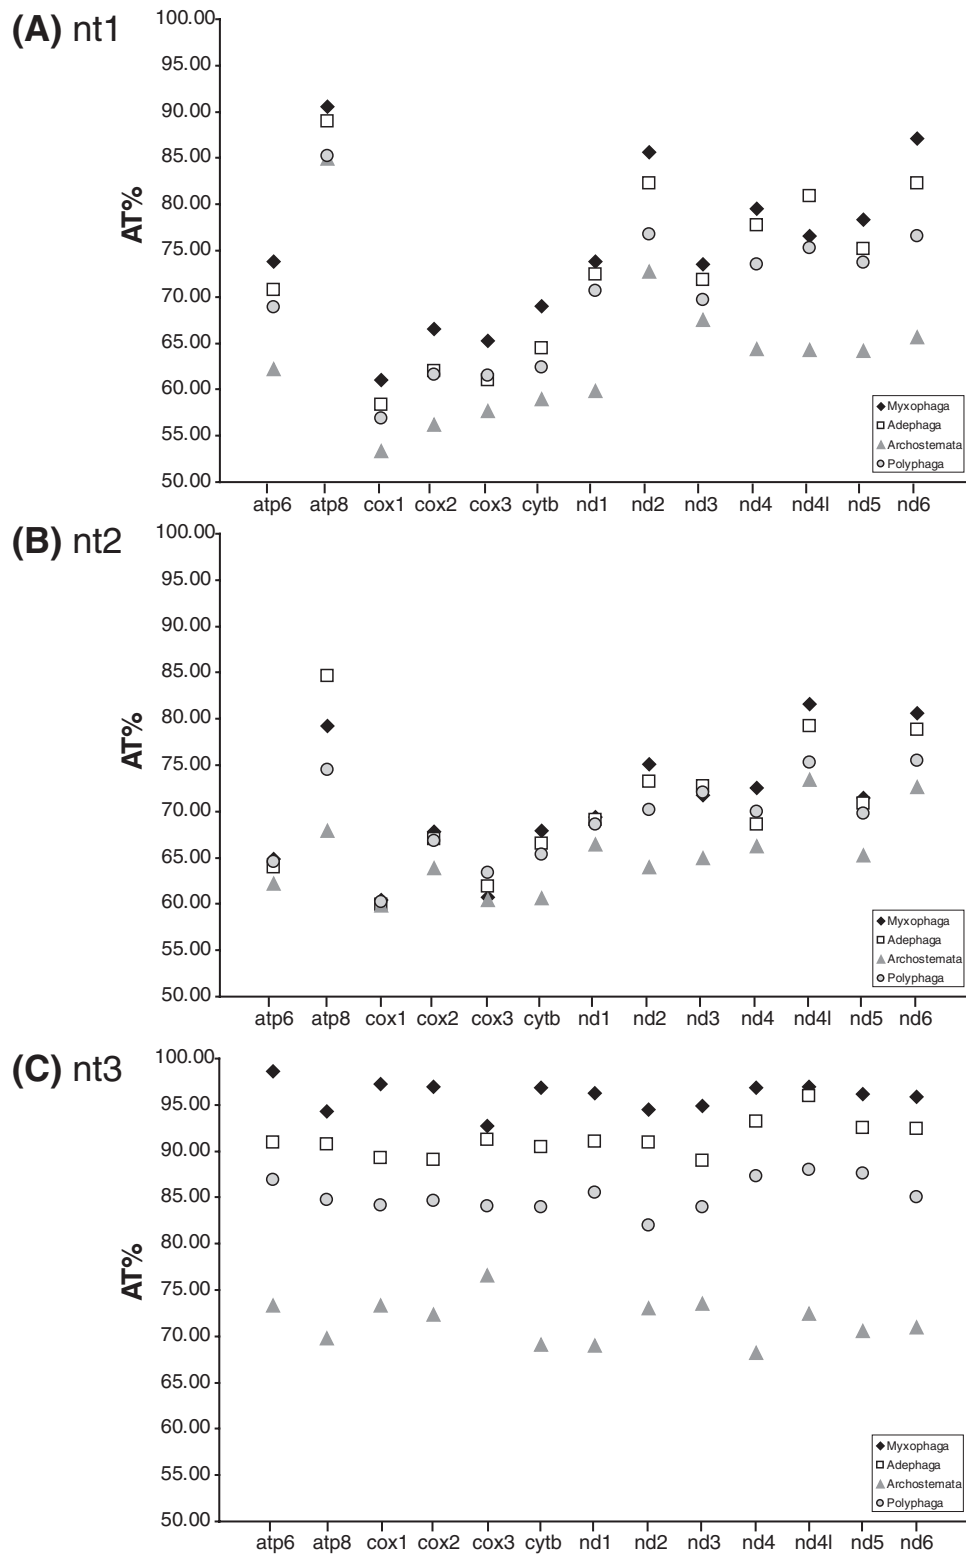 (A) nt1
100.00
95.00
90.00
85.00
80.00
75.00
70.00
65.00
60.00
55.00
50.00
AT%
Myxophaga
Adephaga
Archostemata
Polyphaga
atp6 atp8 cox1 cox2 cox3 cytb nd1 nd2 nd3 nd4 nd4l nd5 nd6
(B) nt2
100.00
95.00
90.00
85.00
80.00
75.00
70.00
65.00
60.00
55.00
50.00
AT%
Myxophaga
Adephaga
Archostemata
Polyphaga
atp6 atp8 cox1 cox2 cox3 cytb nd1 nd2 nd3 nd4 nd4l nd5 nd6
(C) nt3
100.00
95.00
90.00
85.00
80.00
75.00
70.00
65.00
60.00
55.00
50.00
AT%
Myxophaga
Adephaga
Archostemata
Polyphaga
atp6 atp8 cox1 cox2 cox3 cytb nd1 nd2 nd3 nd4 nd4l nd5 nd6